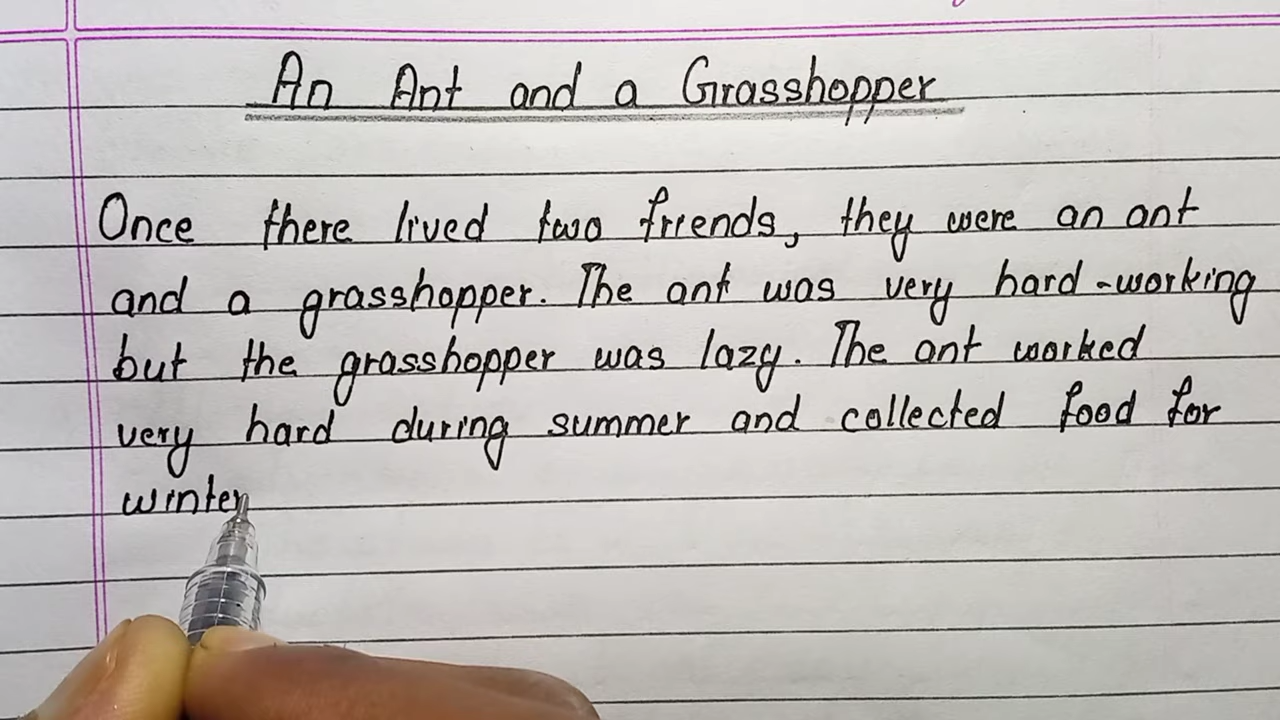 An Ant and a Grasshopper
Once there lived two friends, they were an ant
and a grasshopper. The ant was very hard-working
but the grasshopper was lazy. The ant worked
very hard during summer and collected food for
winter